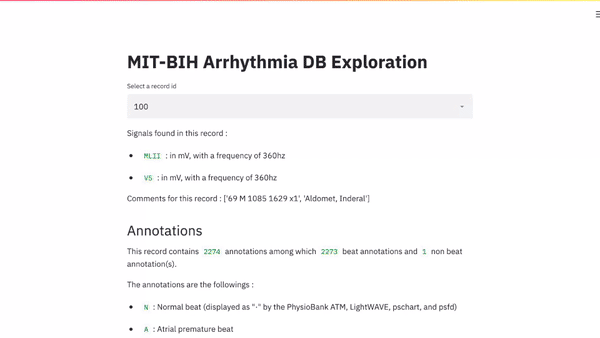 MIT-BIH Arrhythmia DB Exploration
Select a record id
100
Signals found in this record :
MLII : in mV, with a frequency of 360hz
V5 : in mV, with a frequency of 360hz
Comments for this record : ['69 M 1085 1629 x1', 'Aldomet, Inderal']
Annotations
This record contains 2274 annotations among which 2273 beat annotations and 1 non beat
annotation(s).
The annotations are the followings :
N : Normal beat (displayed as "·" by the PhysioBank ATM, LightWAVE, pschart, and psfd)
A : Atrial premature beat